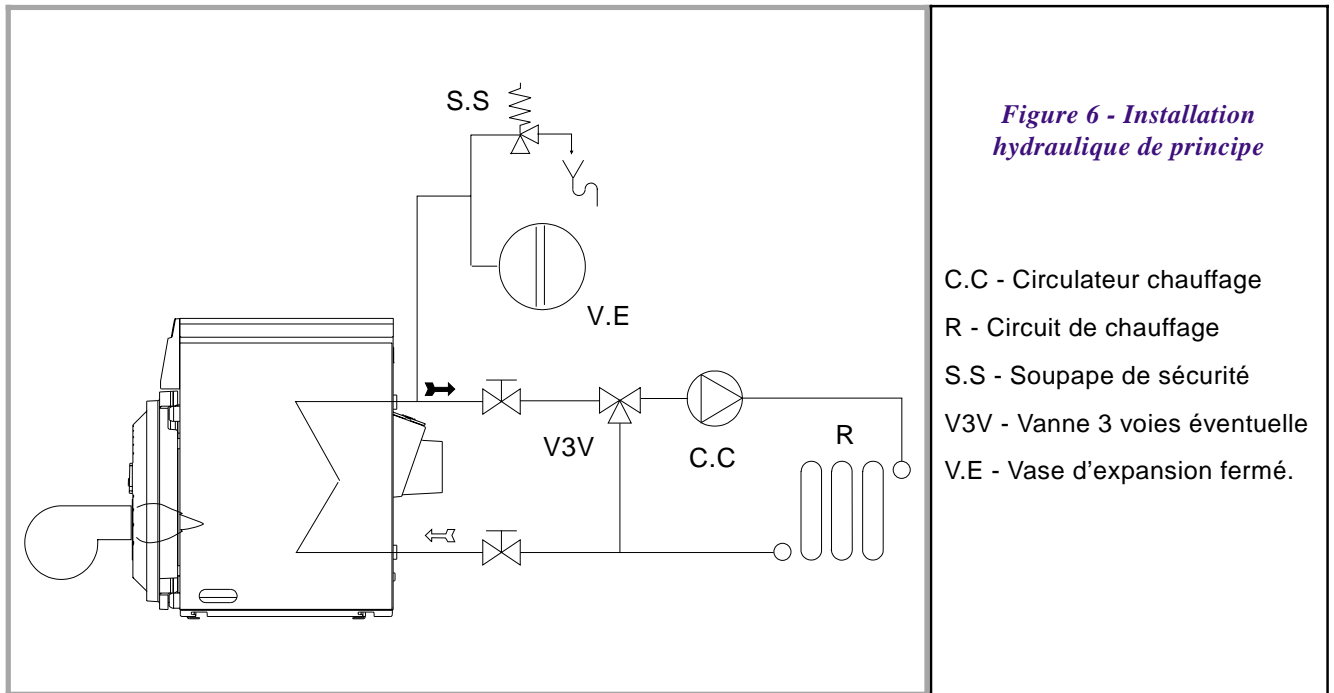 S.S
V.E
V3V
C.C
R
Figure 6 - Installation
hydraulique de principe
C.C - Circulateur chauffage
R - Circuit de chauffage
S.S - Soupape de sécurité
V3V - Vanne 3 voies éventuelle
V.E - Vase d'expansion fermé.